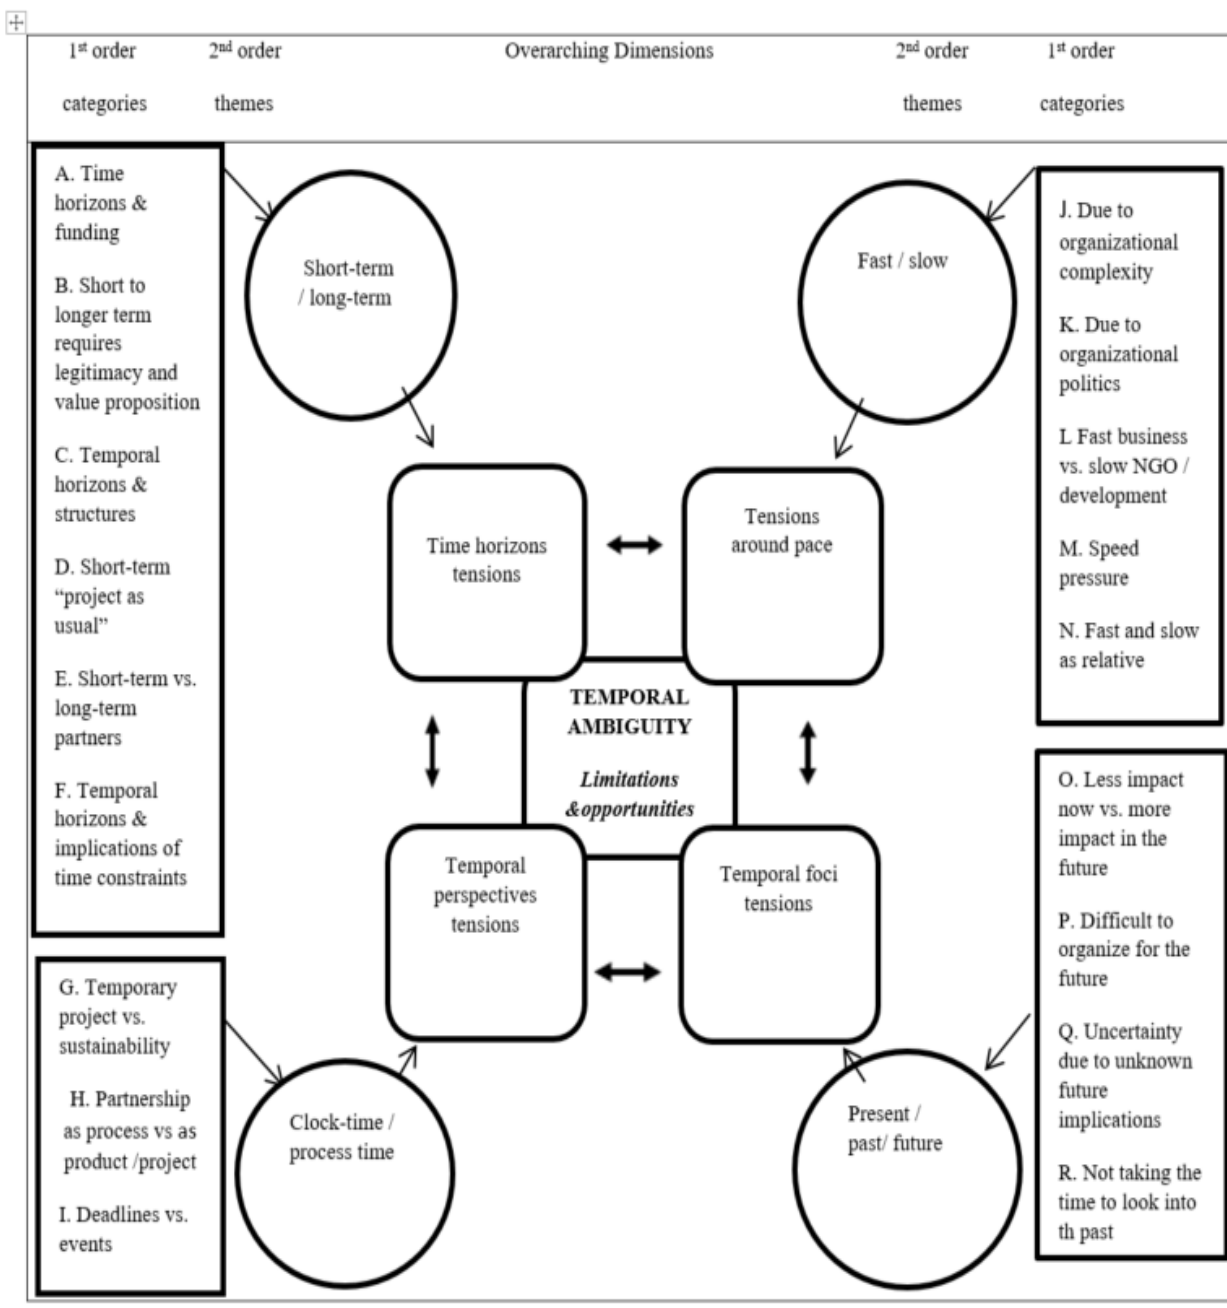 1st order
categories
2nd order
themes
Overarching Dimensions
2nd order
themes
1st order
categories
A. Time
horizons &
funding
B. Short to
longer term
requires
legitimacy and
value proposition
C. Temporal
horizons &
structures
D. Short-term
“project as
usual”
E. Short-term vs.
long-term
partners
F. Temporal
horizons &
implications of
time constraints
G. Temporary
project vs.
sustainability
H. Partnership
as process vs as
product /project
I. Deadlines vs.
events
Short-term
/ long-term
Clock-time /
process time
Time horizons
tensions
Tensions
around pace
TEMPORAL
AMBIGUITY
Limitations
&opportunities
Temporal
perspectives
tensions
Temporal foci
tensions
Fast / slow
Present /
past/ future
J. Due to
organizational
complexity
K. Due to
organizational
politics
L Fast business
vs. slow NGO /
development
M. Speed
pressure
N. Fast and slow
as relative
O. Less impact
now vs. more
impact in the
future
P. Difficult to
organize for the
future
Q. Uncertainty
due to unknown
future
implications
R. Not taking the
time to look into
th past